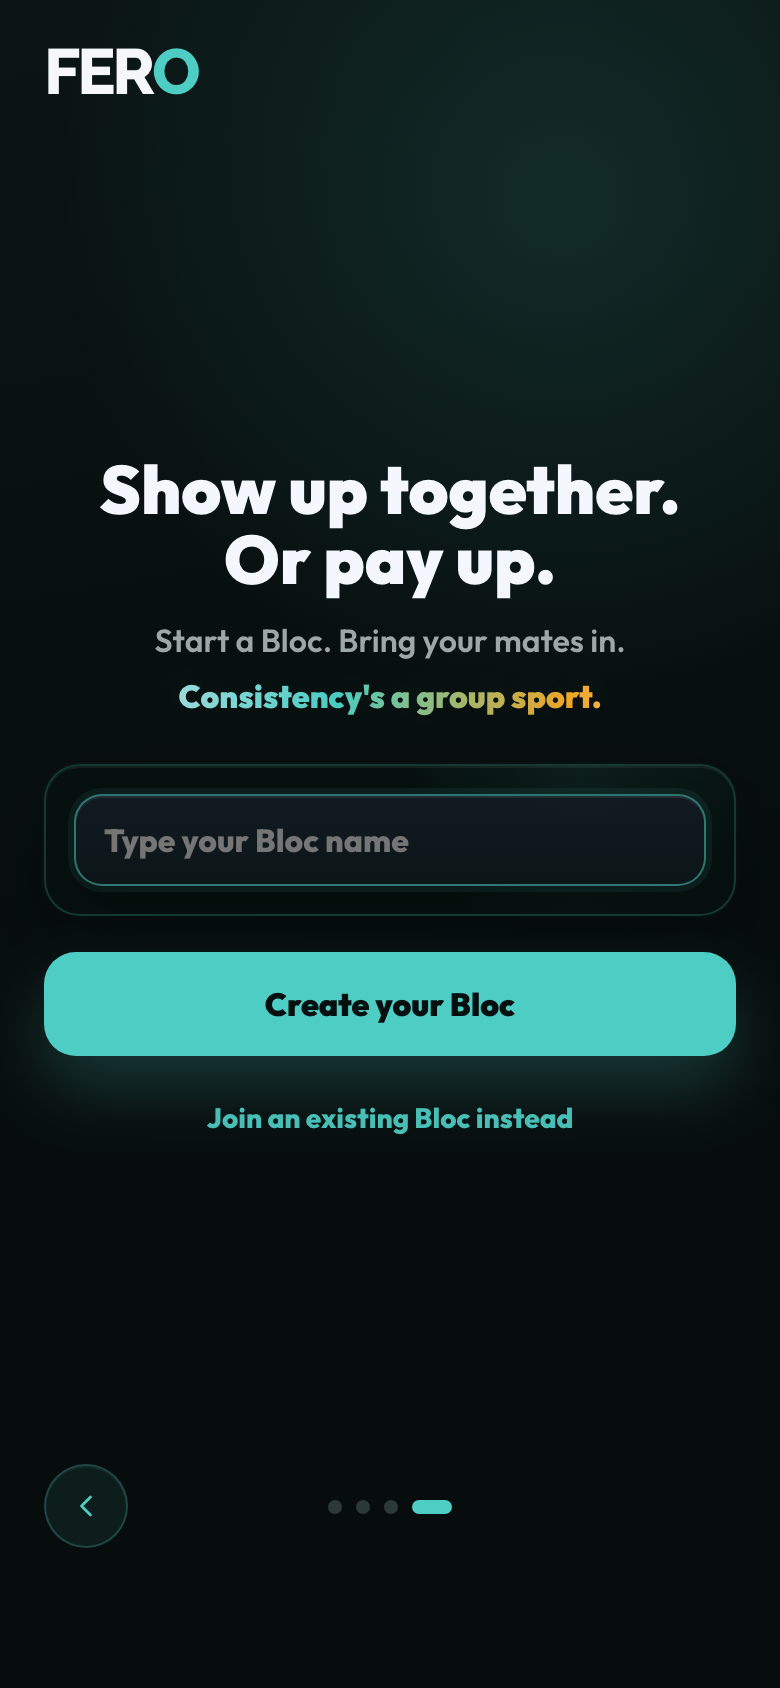 FERO
Show up together.
Or pay up.
Start a Bloc. Bring your mates in.
Consistency's a group sport.
Type your Bloc name
Create your Bloc
Join an existing Bloc instead